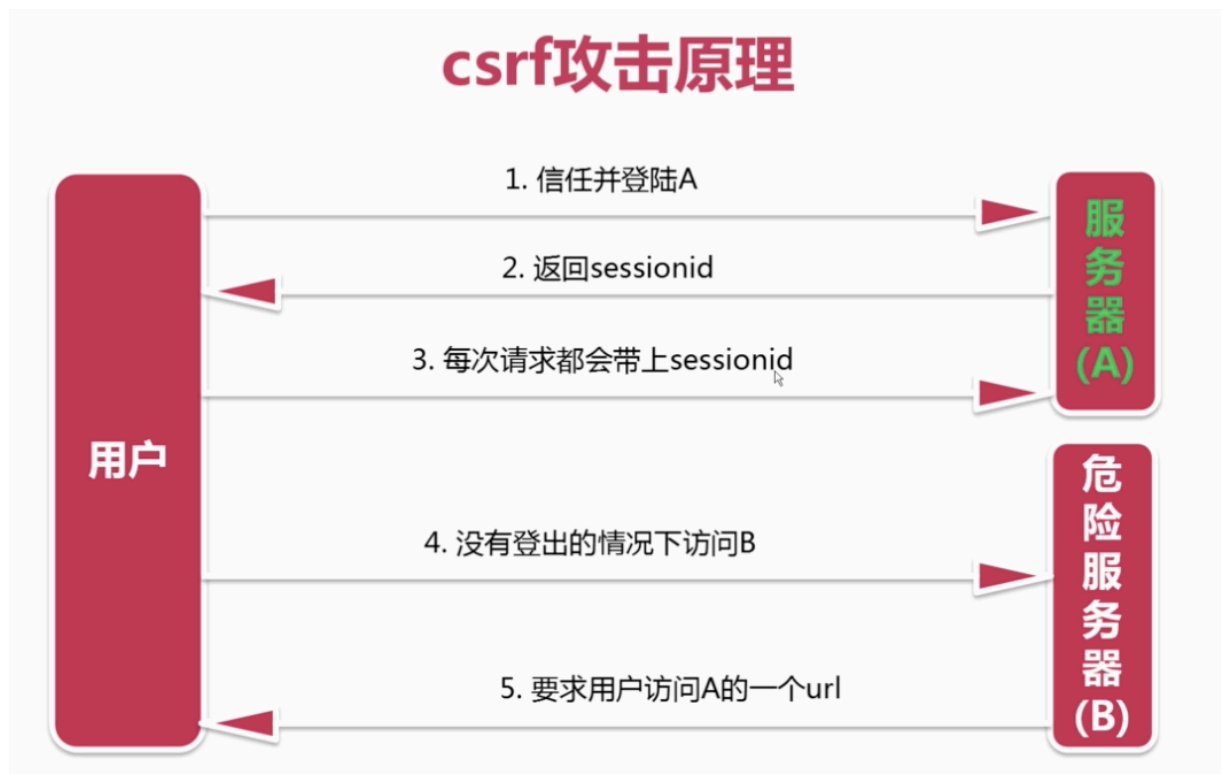 csrf攻击原理
1. 信任并登陆A
2. 返回sessionid
3. 每次请求都会带上sessionid
4. 没有登出的情况下访问B
5. 要求用户访问A的一个url
用户
服务器(A)
危险服务器(B)